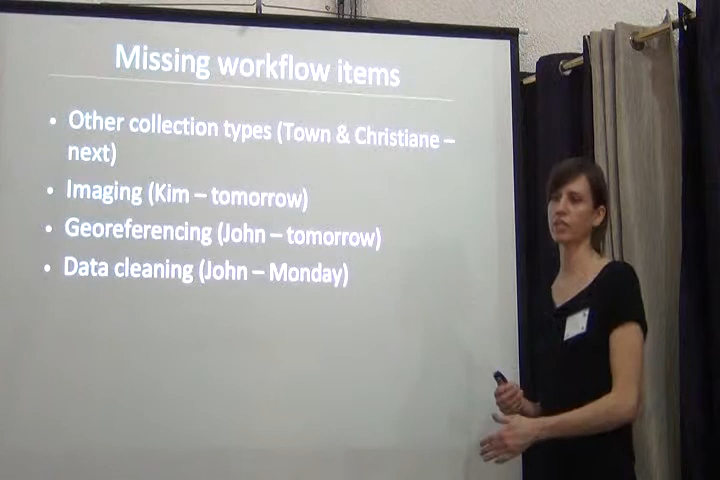 Missing workflow items
• Other collection types (Town & Christiane –
next)
• Imaging (Kim – tomorrow)
• Georeferencing (John – tomorrow)
• Data cleaning (John – Monday)